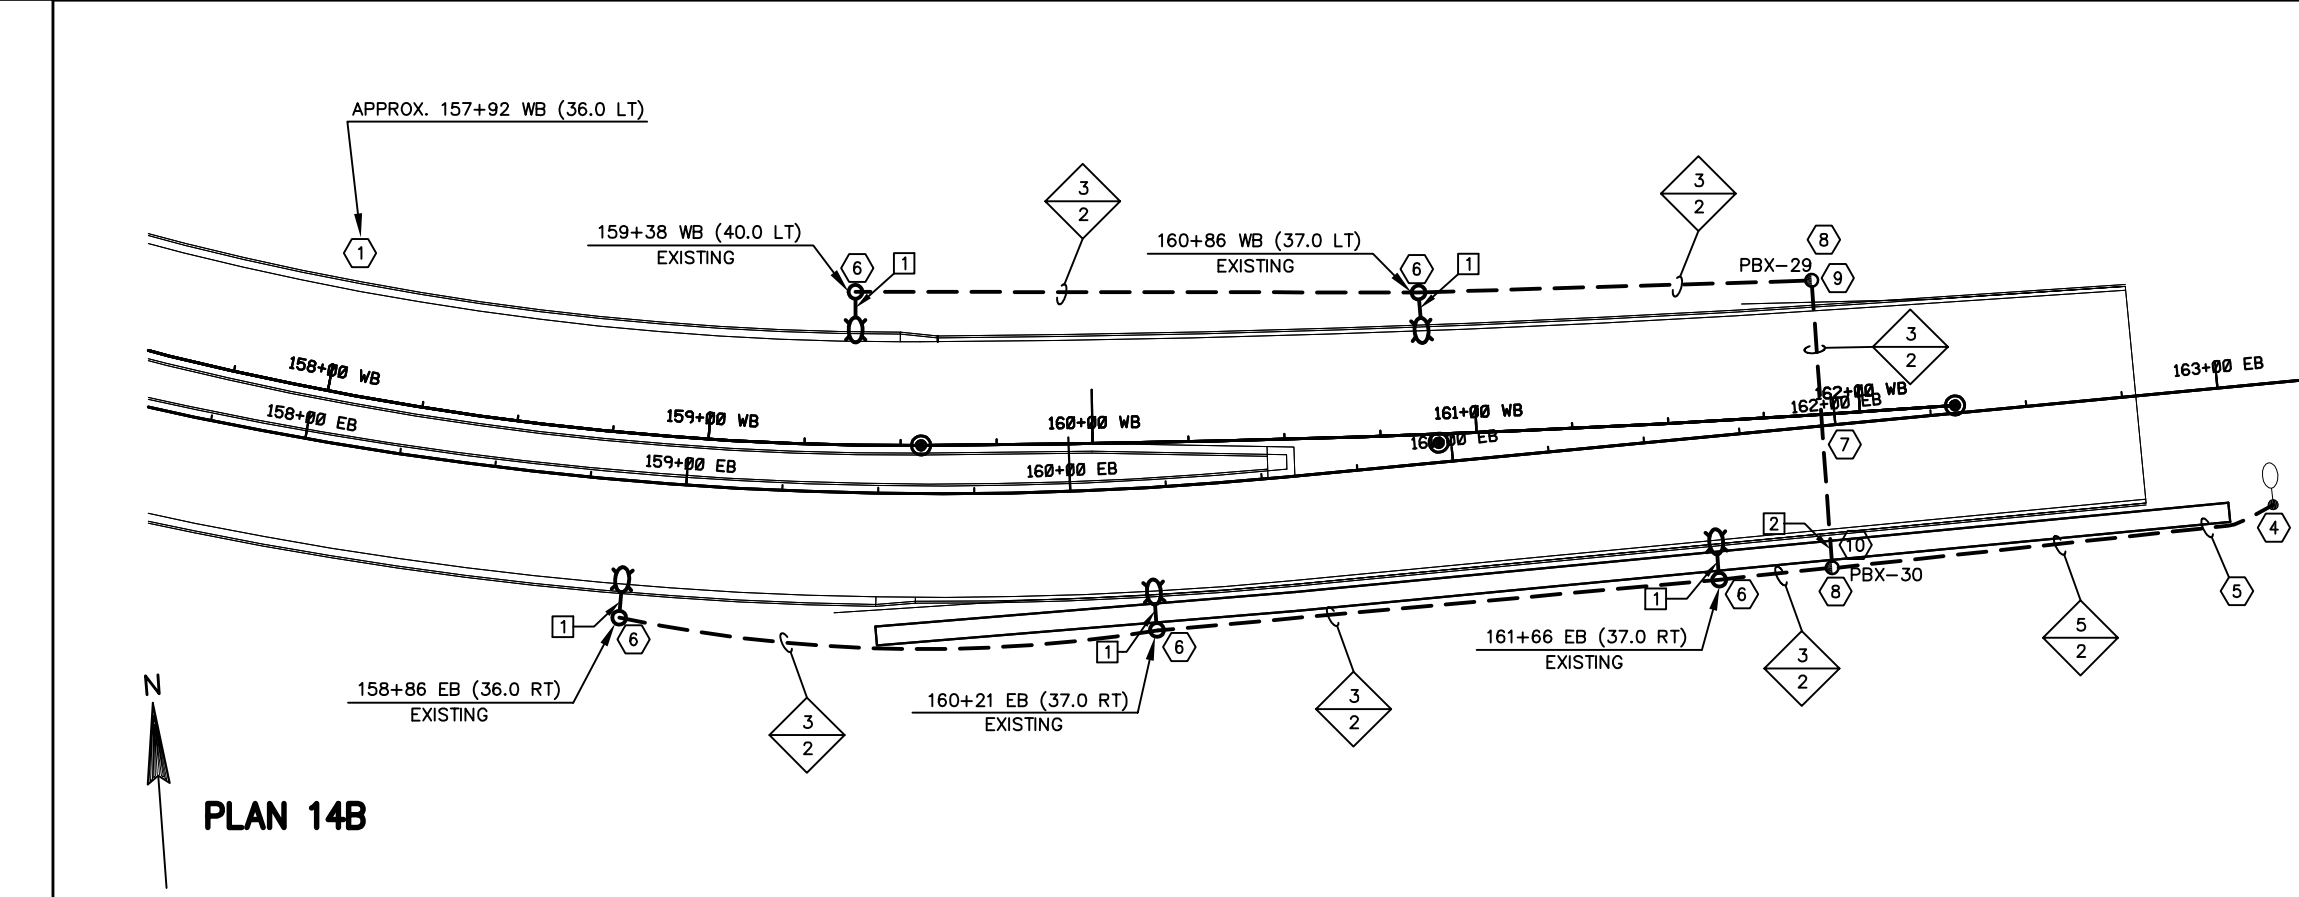 APPROX. 157+92 WB (36.0 LT)
1
159+38 WB (40.0 LT)
EXISTING
6
1
3
2
160+86 WB (37.0 LT)
EXISTING
6
1
3
2
8
PBX-29
9
3
2
158+00 WB
159+00 WB
160+00 WB
161+00 WB
162+00 WB
163+00 EB
158+00 EB
159+00 EB
160+00 EB
00 EB
162+00 EB
7
2
10
4
PBX-30
8
5
1
6
1
6
1
6
158+86 EB (36.0 RT)
EXISTING
3
2
160+21 EB (37.0 RT)
EXISTING
3
2
161+66 EB (37.0 RT)
EXISTING
3
2
5
2
N
PLAN 14B